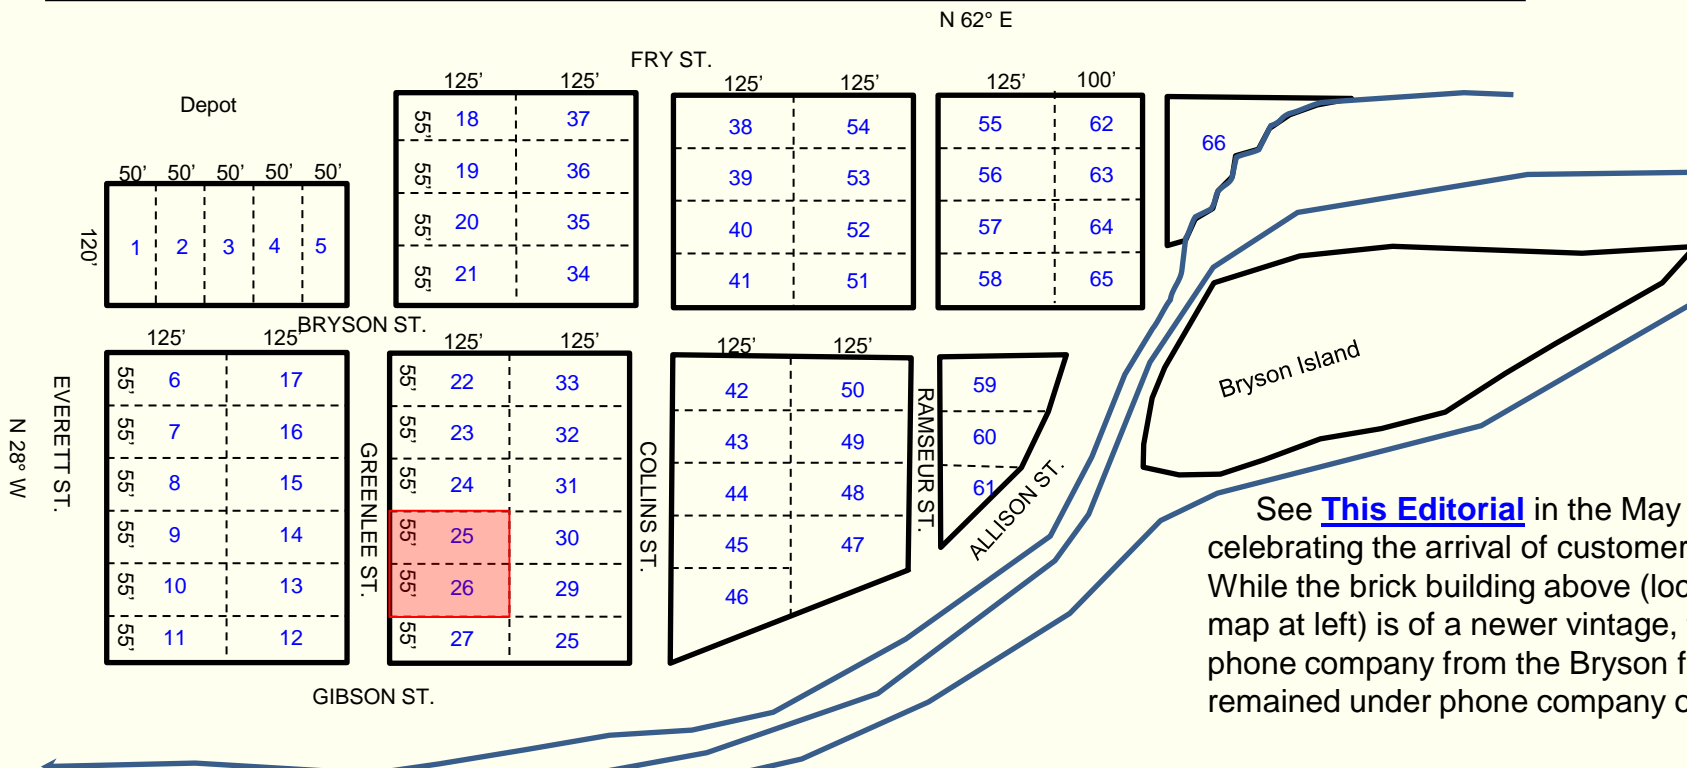 N 62° E
FRY ST.
125' 125' 125' 125' 125' 100'
Depot
50' 50' 50' 50' 50'
55' 18 37 38 54 55 62 66
55' 19 36 39 53 56 63
120' 1 2 3 4 5 55' 20 35 40 52 57 64
55' 21 34 41 51 58 65
BRYSON ST.
125' 125' 125' 125' 125' 125'
55' 6 17 55' 22 33 42 50 59
55' 7 16 55' 23 32 43 49 60
55' 8 15 24 31 44 48 61
55' 9 14 55' 25 30 45 47
55' 10 13 55' 26 29 46
55' 11 12 55' 27 25
N 28° W
EVERETT ST.
GREENLEE ST.
COLLINS ST.
RAMSEUR ST.
ALLISON ST.
Bryson Island
GIBSON ST.
See This Editorial in the May
celebrating the arrival of customer
While the brick building above (loc
map at left) is of a newer vintage,
phone company from the Bryson f
remained under phone company